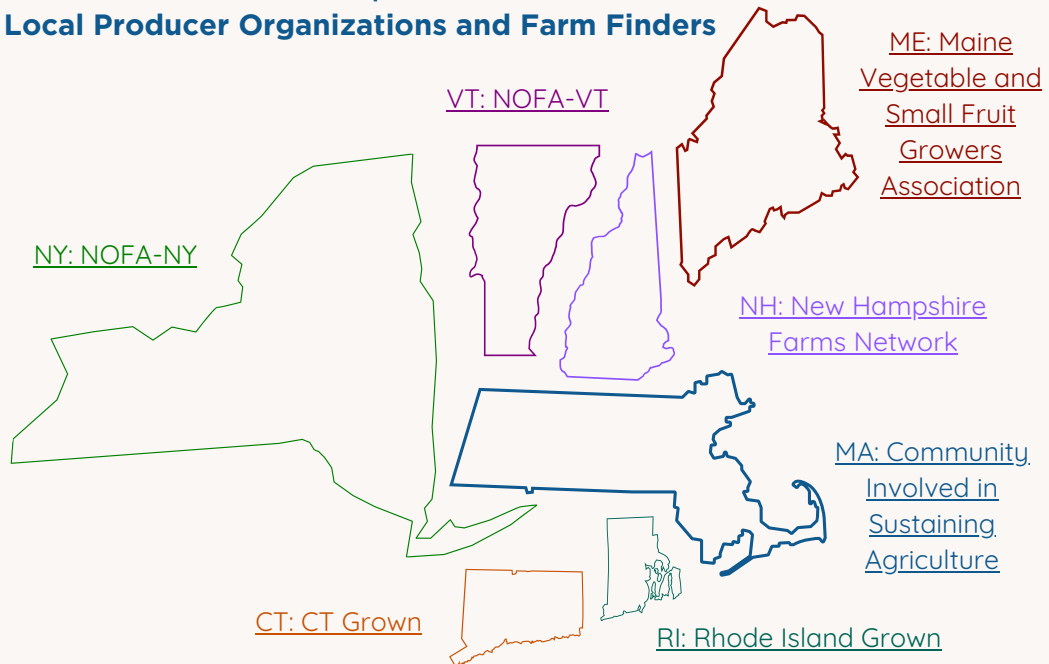 Local Producer Organizations and Farm Finders
ME: Maine
Vegetable and
Small Fruit
Growers
Association
VT: NOFA-VT
NY: NOFA-NY
NH: New Hampshire
Farms Network
MA: Community
Involved in
Sustaining
Agriculture
CT: CT Grown
RI: Rhode Island Grown